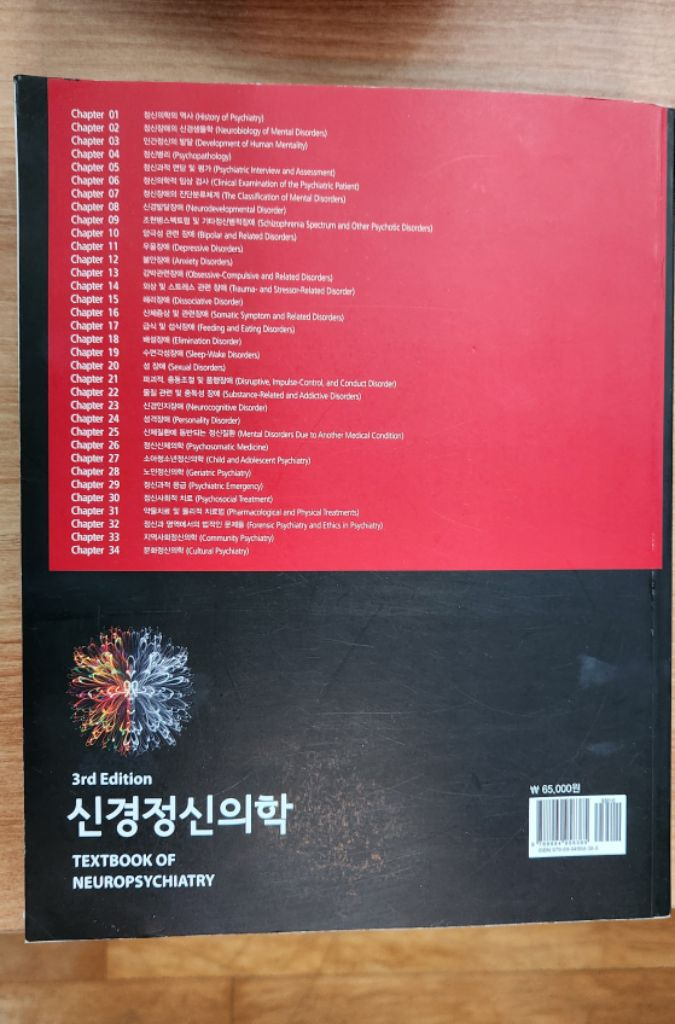 Chapter 01 정신의학의 역사 (History of Psychiatry)
Chapter 02 정신장애의 신경생물학 (Neurobiology of Mental Disorders)
Chapter 03 인간정신의 발달 (Development of Human Mentality)
Chapter 04 정신병리 (Psychopathology)
Chapter 05 정신과적 면담 및 평가 (Psychiatric Interview and Assessment)
Chapter 06 정신의학적 임상 검사 (Clinical Examination of the Psychiatric Patient)
Chapter 07 정신장애의 진단분류체계 (The Classification of Mental Disorders)
Chapter 08 신경발달장애 (Neurodevelopmental Disorder)
Chapter 09 조현병스펙트럼 및 기타정신병적장애 (Schizophrenia Spectrum and Other Psychotic Disorders)
Chapter 10 양극성 관련 장애 (Bipolar and Related Disorders)
Chapter 11 우울장애 (Depressive Disorders)
Chapter 12 불안장애 (Anxiety Disorders)
Chapter 13 강박관련장애 (Obsessive-Compulsive and Related Disorders)
Chapter 14 외상 및 스트레스 관련 장애 (Trauma- and Stressor-Related Disorder)
Chapter 15 해리장애 (Dissociative Disorder)
Chapter 16 신체증상 및 관련장애 (Somatic Symptom and Related Disorders)
Chapter 17 급식 및 섭식장애 (Feeding and Eating Disorders)
Chapter 18 배설장애 (Elimination Disorder)
Chapter 19 수면각성장애 (Sleep-Wake Disorders)
Chapter 20 성 장애 (Sexual Disorders)
Chapter 21 파괴적, 충동조절 및 품행장애 (Disruptive, Impulse-Control, and Conduct Disorder)
Chapter 22 물질 관련 및 중독성 장애 (Substance-Related and Addictive Disorders)
Chapter 23 신경인지장애 (Neurocognitive Disorder)
Chapter 24 성격장애 (Personality Disorder)
Chapter 25 신체질환에 동반되는 정신질환 (Mental Disorders Due to Another Medical Condition)
Chapter 26 정신신체의학 (Psychosomatic Medicine)
Chapter 27 소아청소년정신의학 (Child and Adolescent Psychiatry)
Chapter 28 노인정신의학 (Geriatric Psychiatry)
Chapter 29 정신과적 응급 (Psychiatric Emergency)
Chapter 30 정신사회적 치료 (Psychosocial Treatment)
Chapter 31 약물치료 및 물리적 치료법 (Pharmacological and Physical Treatments)
Chapter 32 정신과 영역에서의 법적인 문제들 (Forensic Psychiatry and Ethics in Psychiatry)
Chapter 33 지역사회정신의학 (Community Psychiatry)
Chapter 34 문화정신의학 (Cultural Psychiatry)
3rd Edition
신경정신의학
TEXTBOOK OF
NEUROPSYCHIATRY
₩ 65,000원
ISBN